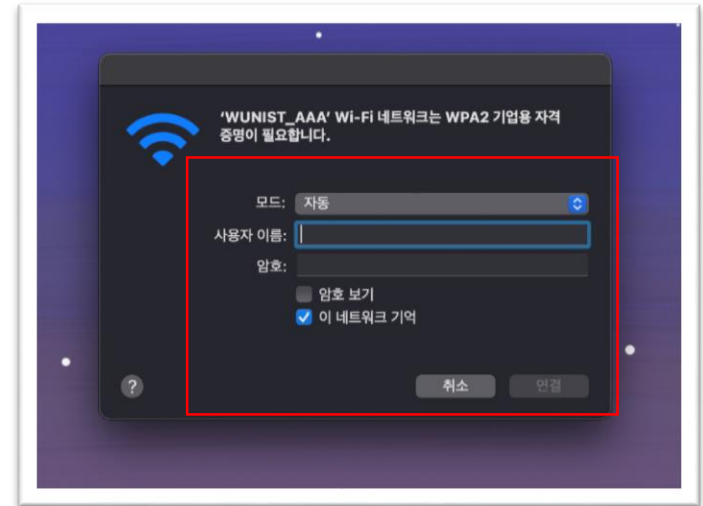 ‘WUNIST_AAA’ Wi-Fi 네트워크는 WPA2 기업용 자격
증명이 필요합니다.
모드: 자동
사용자 이름:
암호:
암호 보기
이 네트워크 기억
? 취소 연결